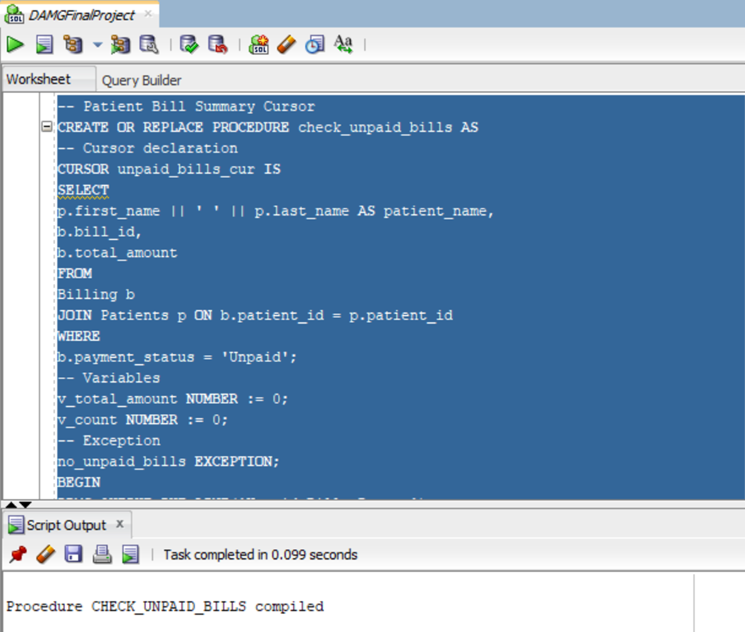 DAMGFinalProject
Worksheet Query Builder
-- Patient Bill Summary Cursor
CREATE OR REPLACE PROCEDURE check_unpaid_bills AS
-- Cursor declaration
CURSOR unpaid_bills_cur IS
SELECT
p.first_name || ' ' || p.last_name AS patient_name,
b.bill_id,
b.total_amount
FROM
Billing b
JOIN Patients p ON b.patient_id = p.patient_id
WHERE
b.payment_status = 'Unpaid';
-- Variables
v_total_amount NUMBER := 0;
v_count NUMBER := 0;
-- Exception
no_unpaid_bills EXCEPTION;
BEGIN
Script Output x
Task completed in 0.099 seconds
Procedure CHECK_UNPAID_BILLS compiled